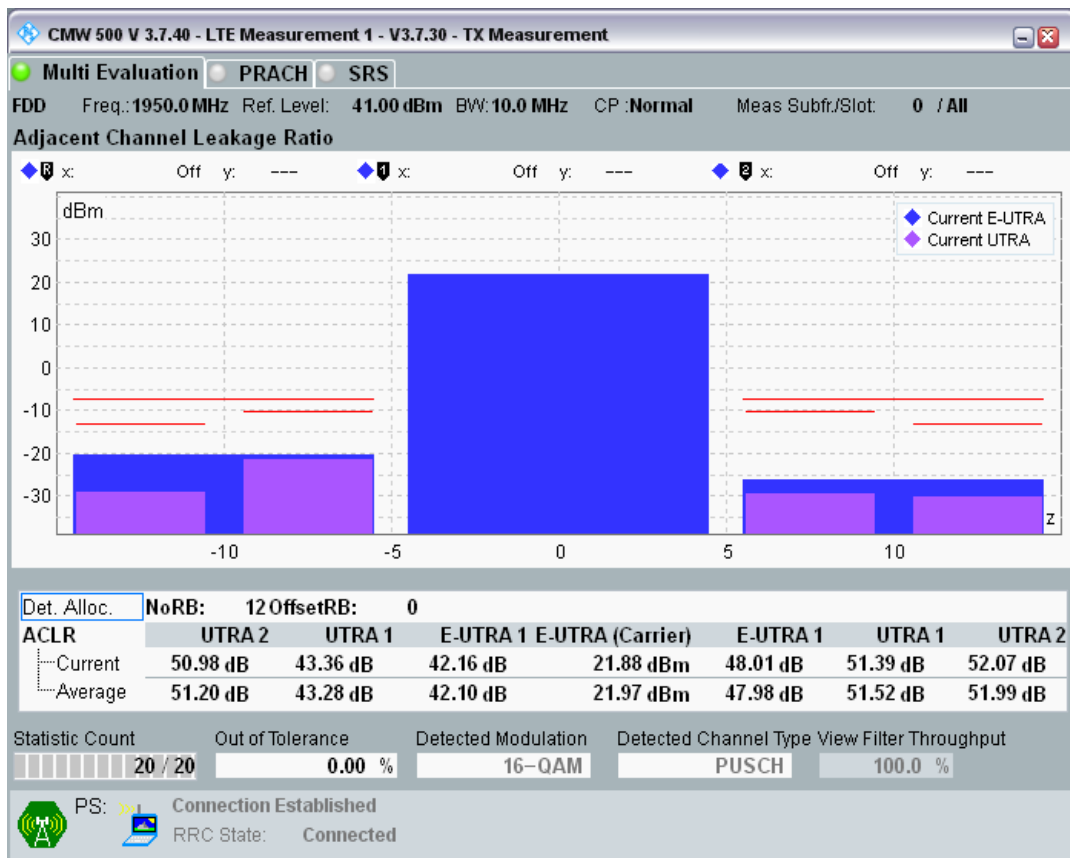 CMW 500 V 3.7.40 - LTE Measurement 1 - V3.7.30 - TX Measurement
Multi Evaluation PRACH SRS
FDD Freq.: 1950.0 MHz Ref. Level: 41.00 dBm BW: 10.0 MHz CP :Normal Meas Subfr./Slot: 0 / All
Adjacent Channel Leakage Ratio
R x: Off y: --- 1 x: Off y: --- 2 x: Off y: ---
dBm
Current E-UTRA
Current UTRA
30
20
10
0
-10
-20
-30
z
-10 -5 0 5 10
Det. Alloc. NoRB: 12 OffsetRB: 0
ACLR UTRA 2 UTRA 1 E-UTRA 1 E-UTRA (Carrier) E-UTRA 1 UTRA 1 UTRA 2
Current 50.98 dB 43.36 dB 42.16 dB 21.88 dBm 48.01 dB 51.39 dB 52.07 dB
Average 51.20 dB 43.28 dB 42.10 dB 21.97 dBm 47.98 dB 51.52 dB 51.99 dB
Statistic Count Out of Tolerance Detected Modulation Detected Channel Type View Filter Throughput
20 / 20 0.00 % 16-QAM PUSCH 100.0 %
PS: Connection Established
RRC State: Connected